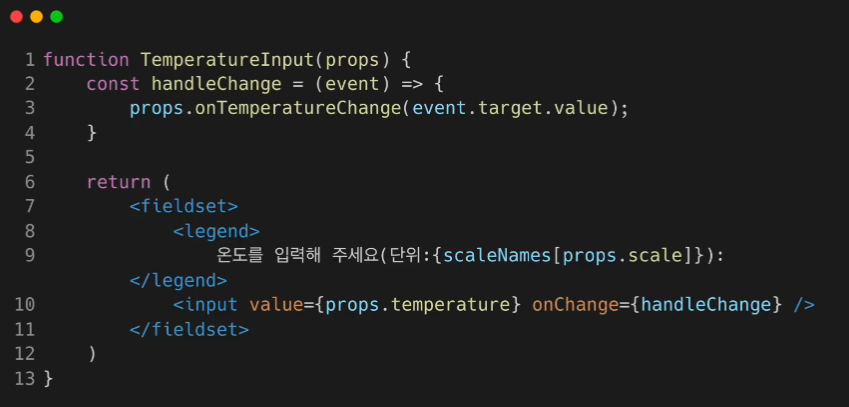 1 function TemperatureInput(props) {
2     const handleChange = (event) => {
3         props.onTemperatureChange(event.target.value);
4     }
5
6     return (
7         <fieldset>
8             <legend>
9                 온도를 입력해 주세요(단위:{scaleNames[props.scale]}):
        </legend>
10             <input value={props.temperature} onChange={handleChange} />
11         </fieldset>
12     )
13 }